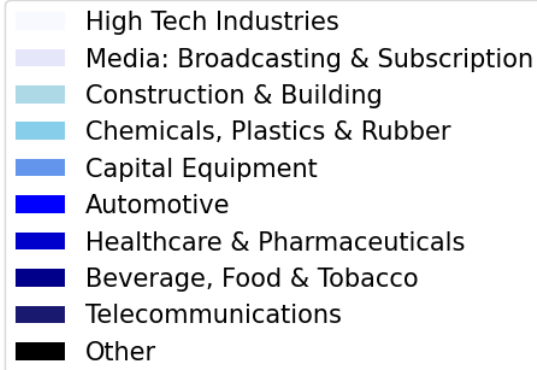 High Tech Industries
Media: Broadcasting & Subscription
Construction & Building
Chemicals, Plastics & Rubber
Capital Equipment
Automotive
Healthcare & Pharmaceuticals
Beverage, Food & Tobacco
Telecommunications
Other